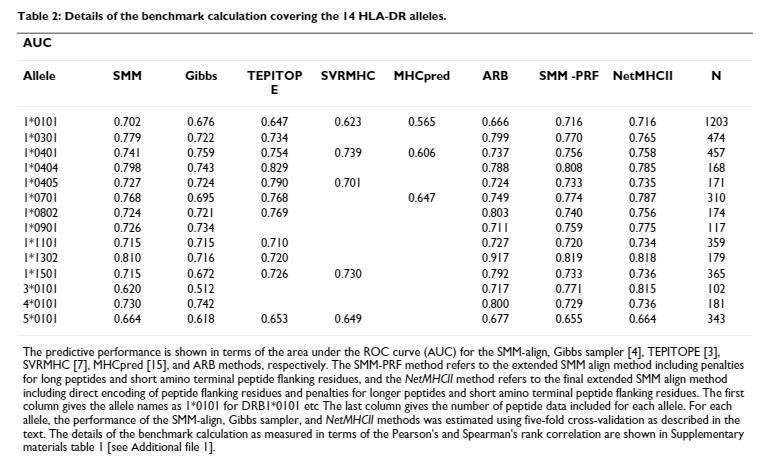 Table 2: Details of the benchmark calculation covering the 14 HLA-DR alleles.
AUC
Allele SMM Gibbs TEPITOP E SVRMHC MHCpred ARB SMM -PRF NetMHCII N
1*0101 0.702 0.676 0.647 0.623 0.565 0.666 0.716 0.716 1203
1*0301 0.779 0.722 0.734 0.799 0.770 0.765 474
1*0401 0.741 0.759 0.754 0.739 0.606 0.737 0.756 0.758 457
1*0404 0.798 0.743 0.829 0.788 0.808 0.785 168
1*0405 0.727 0.724 0.790 0.701 0.724 0.733 0.735 171
1*0701 0.768 0.695 0.768 0.647 0.749 0.774 0.787 310
1*0802 0.724 0.721 0.769 0.803 0.740 0.756 174
1*0901 0.726 0.734 0.711 0.759 0.775 117
1*1101 0.715 0.715 0.710 0.727 0.720 0.734 359
1*1302 0.810 0.716 0.720 0.917 0.819 0.818 179
1*1501 0.715 0.672 0.726 0.730 0.792 0.733 0.736 365
3*0101 0.620 0.512 0.717 0.771 0.815 102
4*0101 0.730 0.742 0.800 0.729 0.736 181
5*0101 0.664 0.618 0.653 0.649 0.677 0.655 0.664 343
The predictive performance is shown in terms of the area under the ROC curve (AUC) for the SMM-align, Gibbs sampler [4], TEPITOPE [3],
SVRMHC [7], MHCpred [15], and ARB methods, respectively. The SMM-PRF method refers to the extended SMM align method including penalties
for long peptides and short amino terminal peptide flanking residues, and the NetMHCII method refers to the final extended SMM align method
including direct encoding of peptide flanking residues and penalties for longer peptides and short amino terminal peptide flanking residues. The first
column gives the allele names as 1*0101 for DRB1*0101 etc The last column gives the number of peptide data included for each allele. For each
allele, the performance of the SMM-align, Gibbs sampler, and NetMHCII methods was estimated using five-fold cross-validation as described in the
text. The details of the benchmark calculation as measured in terms of the Pearson's and Spearman's rank correlation are shown in Supplementary
materials table 1 [see Additional file 1].